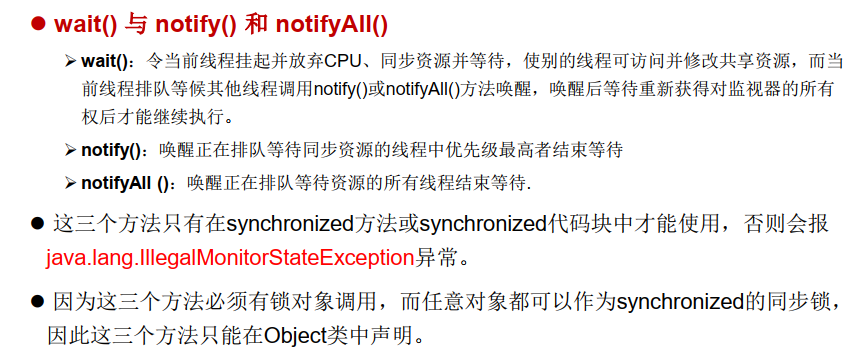 ● wait() 与 notify() 和 notifyAll()
➢ wait()：令当前线程挂起并放弃CPU、同步资源并等待，使别的线程可访问并修改共享资源，而当
前线程排队等候其他线程调用notify()或notifyAll()方法唤醒，唤醒后等待重新获得对监视器的所有
权后才能继续执行。
➢ notify()：唤醒正在排队等待同步资源的线程中优先级最高者结束等待
➢ notifyAll ()：唤醒正在排队等待资源的所有线程结束等待.
● 这三个方法只有在synchronized方法或synchronized代码块中才能使用，否则会报
java.lang.IllegalMonitorStateException异常。
● 因为这三个方法必须有锁对象调用，而任意对象都可以作为synchronized的同步锁，
因此这三个方法只能在Object类中声明。